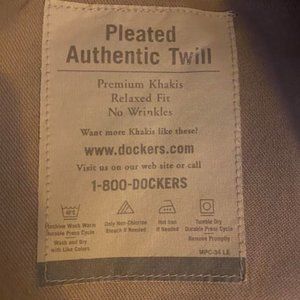 Pleated
Authentic Twill
Premium Khakis
Relaxed Fit
No Wrinkles
Want more Khakis like these?
www.dockers.com
Visit us on our web site or call
1-800-DOCKERS
Machine Wash Warm
Durable Press Cycle
Wash and Dry
with Like Colors
Only Non-Chlorine
Bleach If Needed
Hot Iron
If Needed
Tumble Dry
Durable Press Cycle
Remove Promptly